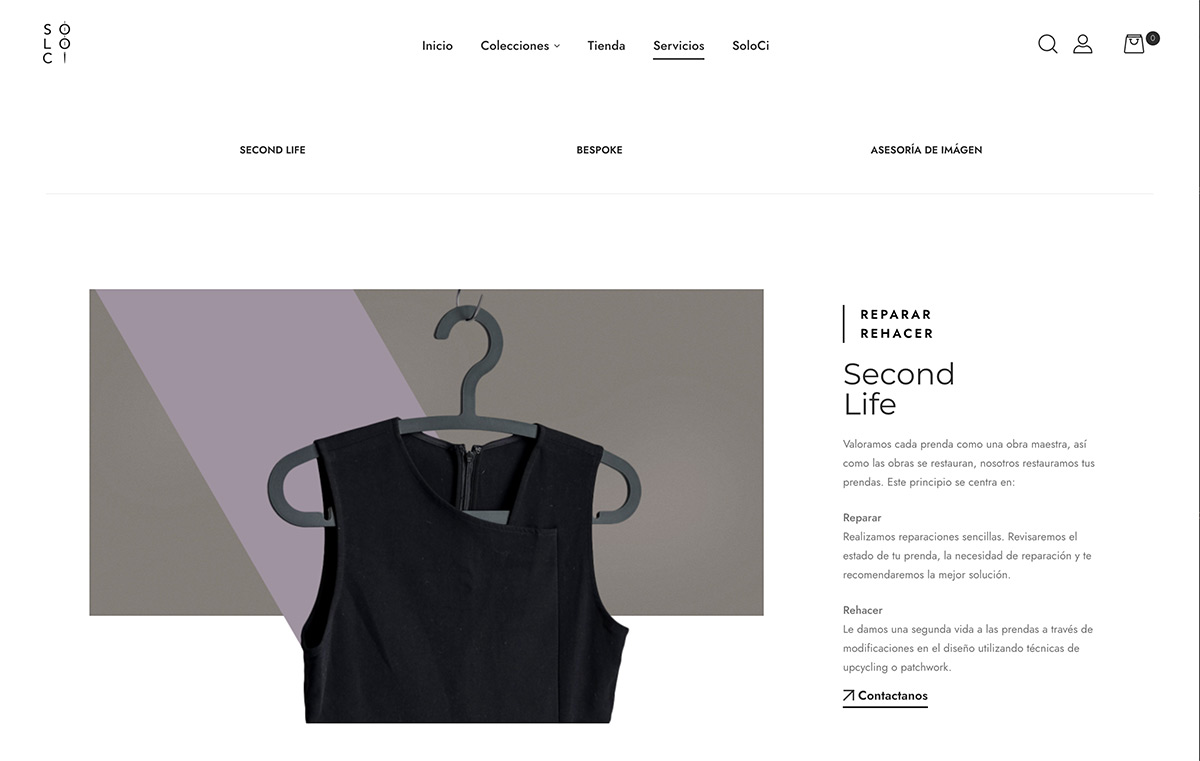 SO
LO
CI
Inicio Colecciones Tienda Servicios SoloCi
0
SECOND LIFE BESPOKE ASESORÍA DE IMÁGEN
REPARAR
REHACER
Second
Life
Valoramos cada prenda como una obra maestra, así
como las obras se restauran, nosotros restauramos tus
prendas. Este principio se centra en:
Reparar
Realizamos reparaciones sencillas. Revisaremos el
estado de tu prenda, la necesidad de reparación y te
recomendaremos la mejor solución.
Rehacer
Le damos una segunda vida a las prendas a través de
modificaciones en el diseño utilizando técnicas de
upcycling o patchwork.
Contactanos